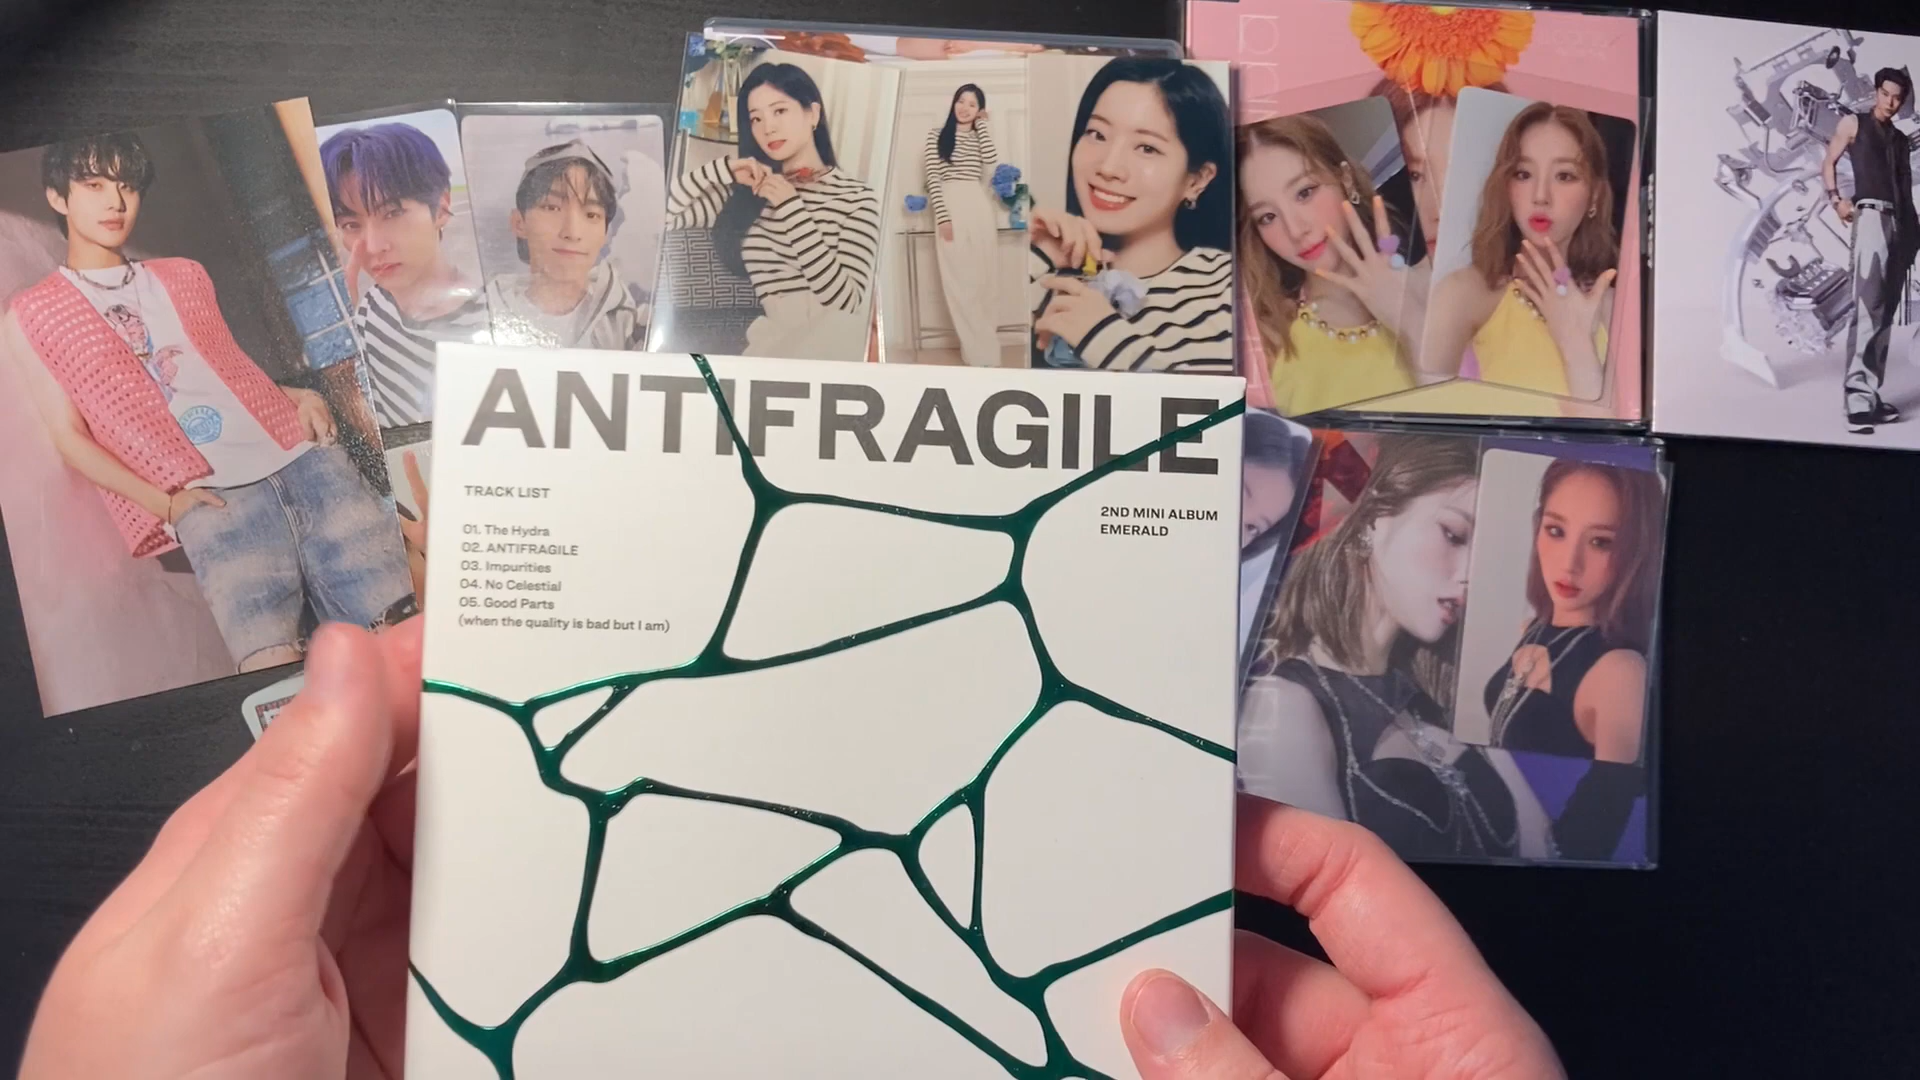 ANTIFRAGILE
TRACK LIST
01. The Hydra
02. ANTIFRAGILE
03. Impurities
04. No Celestial
05. Good Parts
(when the quality is bad but I am)
2ND MINI ALBUM
EMERALD